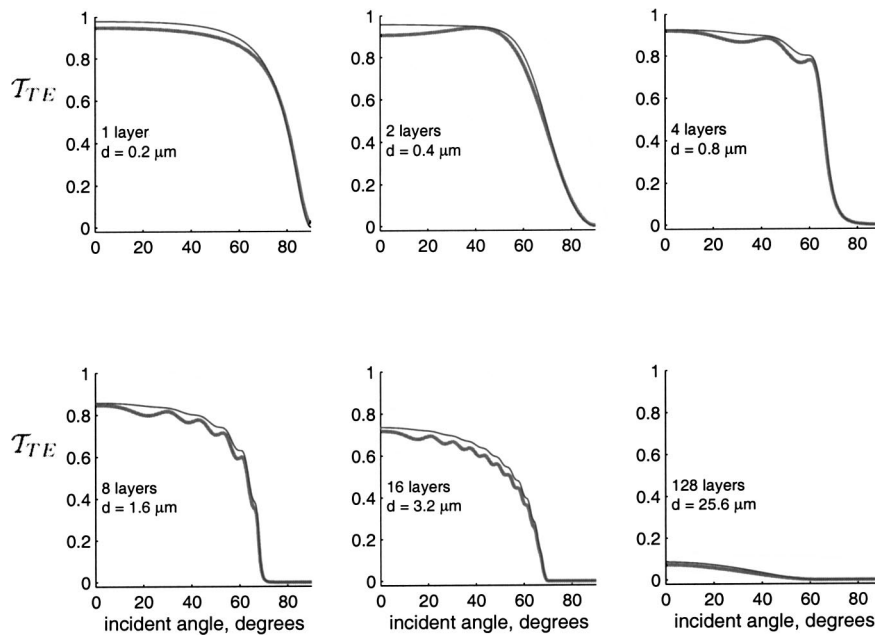 1
0.8
0.6
0.4
0.2
0
𝒯TE
1 layer
d = 0.2 μm
0 20 40 60 80
1
0.8
0.6
0.4
0.2
0
2 layers
d = 0.4 μm
0 20 40 60 80
1
0.8
0.6
0.4
0.2
0
4 layers
d = 0.8 μm
0 20 40 60 80
1
0.8
0.6
0.4
0.2
0
𝒯TE
8 layers
d = 1.6 μm
0 20 40 60 80
incident angle, degrees
1
0.8
0.6
0.4
0.2
0
16 layers
d = 3.2 μm
0 20 40 60 80
incident angle, degrees
1
0.8
0.6
0.4
0.2
0
128 layers
d = 25.6 μm
0 20 40 60 80
incident angle, degrees